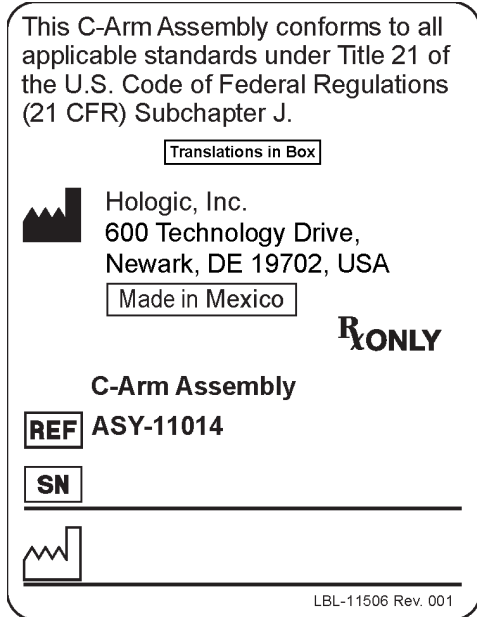 This C-Arm Assembly conforms to all
applicable standards under Title 21 of
the U.S. Code of Federal Regulations
(21 CFR) Subchapter J.
Translations in Box
Hologic, Inc.
600 Technology Drive,
Newark, DE 19702, USA
Made in Mexico
℞ONLY
C-Arm Assembly
REF ASY-11014
SN
LBL-11506 Rev. 001